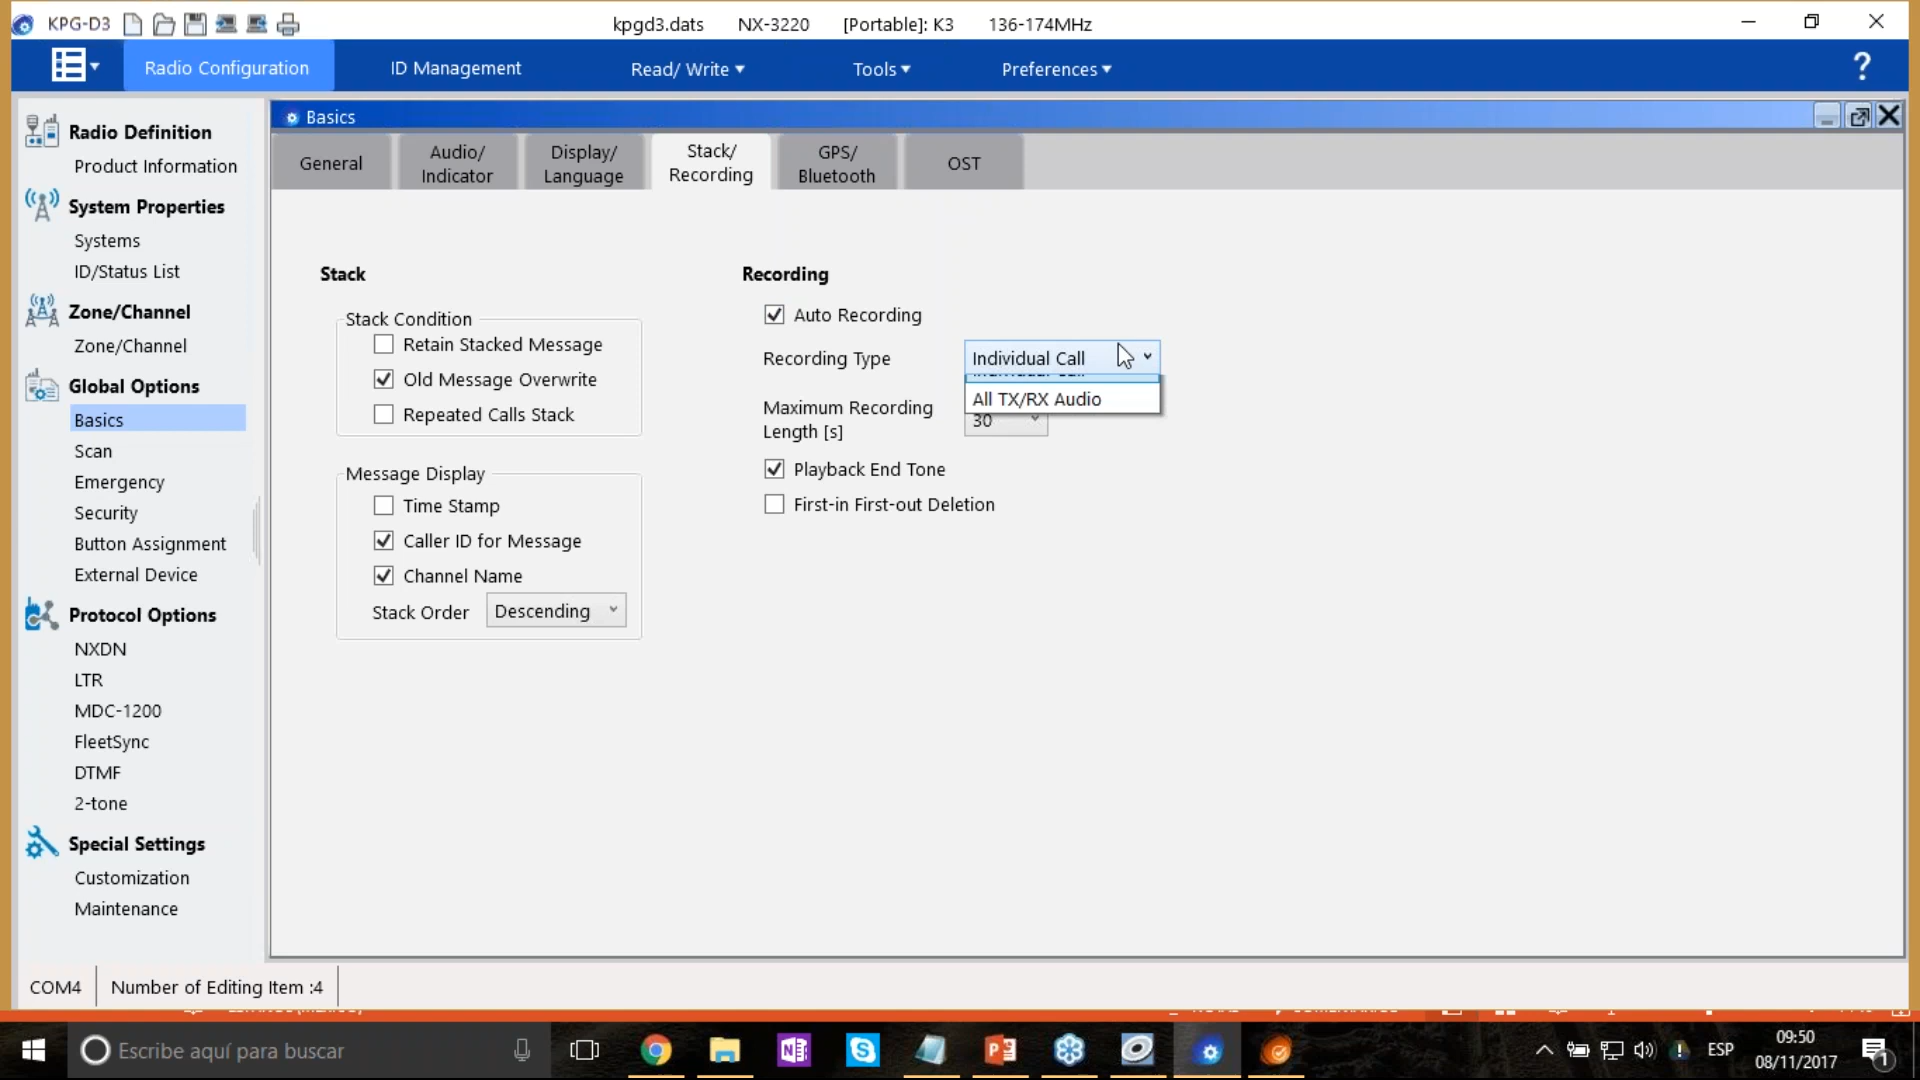 KPG-D3
kpgd3.dats NX-3220 [Portable]: K3 136-174MHz
Radio Configuration ID Management Read/ Write Tools Preferences ?
Radio Definition
Product Information
System Properties
Systems
ID/Status List
Zone/Channel
Zone/Channel
Global Options
Basics
Scan
Emergency
Security
Button Assignment
External Device
Protocol Options
NXDN
LTR
MDC-1200
FleetSync
DTMF
2-tone
Special Settings
Customization
Maintenance
Basics
General
Audio/
Indicator
Display/
Language
Stack/
Recording
GPS/
Bluetooth
OST
Stack
Stack Condition
Retain Stacked Message
Old Message Overwrite
Repeated Calls Stack
Message Display
Time Stamp
Caller ID for Message
Channel Name
Stack Order Descending
Recording
Auto Recording
Recording Type Individual Call
All TX/RX Audio
Maximum Recording
Length [s] 30
Playback End Tone
First-in First-out Deletion
COM4 Number of Editing Item :4
Escribe aquí para buscar
ESP
09:50
08/11/2017
1